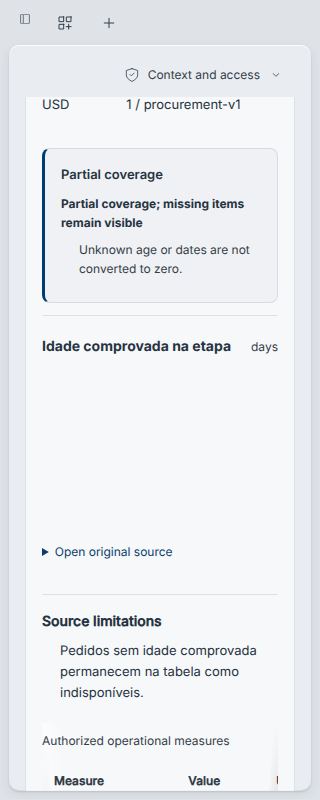 Context and access
USD 1 / procurement-v1
Partial coverage
Partial coverage; missing items
remain visible
Unknown age or dates are not
converted to zero.
Idade comprovada na etapa days
Open original source
Source limitations
Pedidos sem idade comprovada
permanecem na tabela como
indisponíveis.
Authorized operational measures
Measure Value